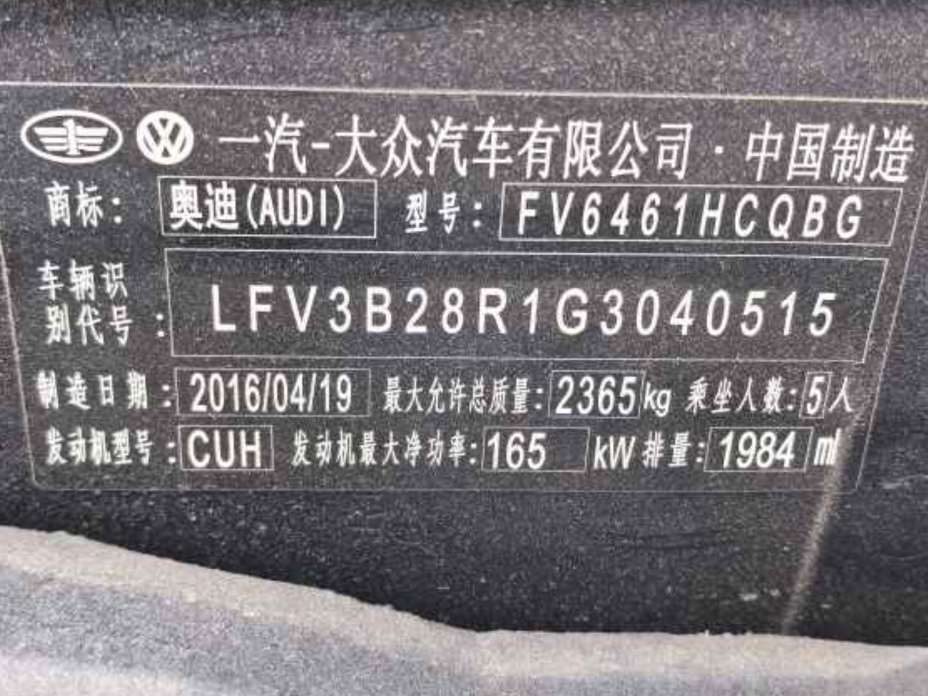 一汽-大众汽车有限公司·中国制造
商标: 奥迪(AUDI) 型号: FV6461HCQBG
车辆识
别代号: LFV3B28R1G3040515
制造日期: 2016/04/19 最大允许总质量: 2365kg 乘坐人数: 5人
发动机型号: CUH 发动机最大净功率: 165 kW 排量: 1984 ml